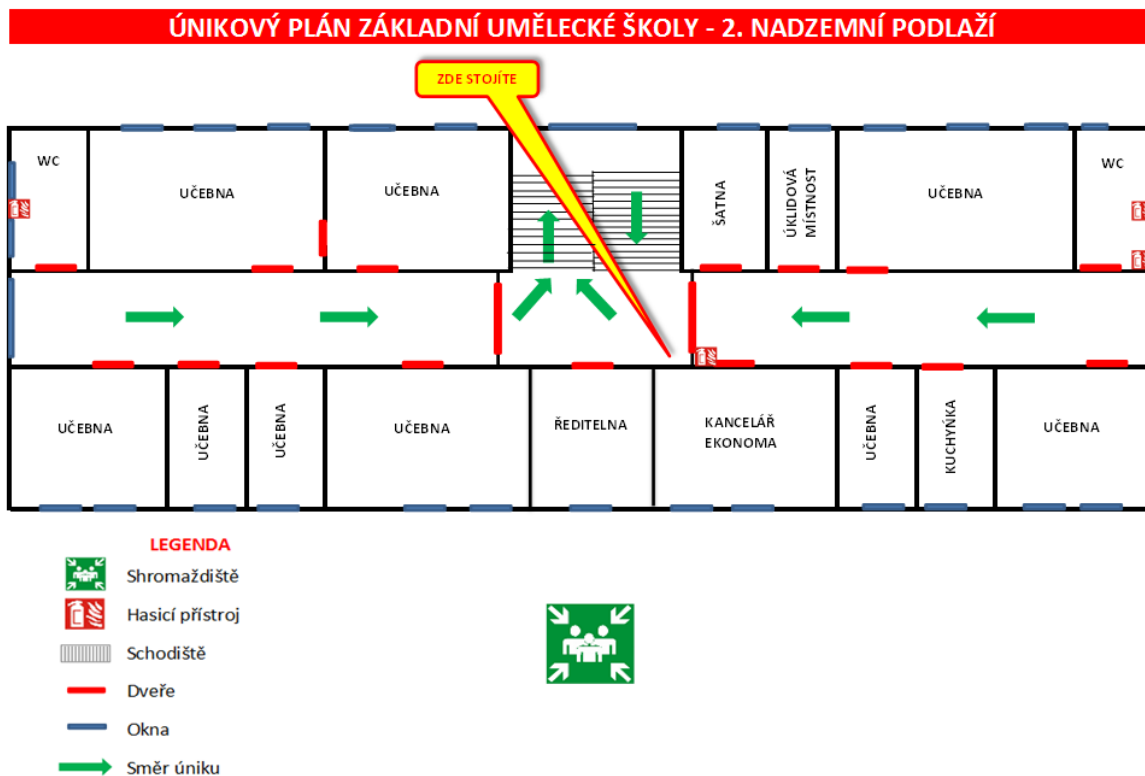 ÚNIKOVÝ PLÁN ZÁKLADNÍ UMĚLECKÉ ŠKOLY - 2. NADZEMNÍ PODLAŽÍ
ZDE STOJÍTE
WC
UČEBNA
UČEBNA
ŠATNA
ÚKLIDOVÁ
MÍSTNOST
UČEBNA
WC
UČEBNA
UČEBNA
UČEBNA
UČEBNA
ŘEDITELNA
KANCELÁŘ
EKONOMA
UČEBNA
KUCHYŇKA
UČEBNA
LEGENDA
Shromaždiště
Hasicí přístroj
Schodiště
Dveře
Okna
Směr úniku